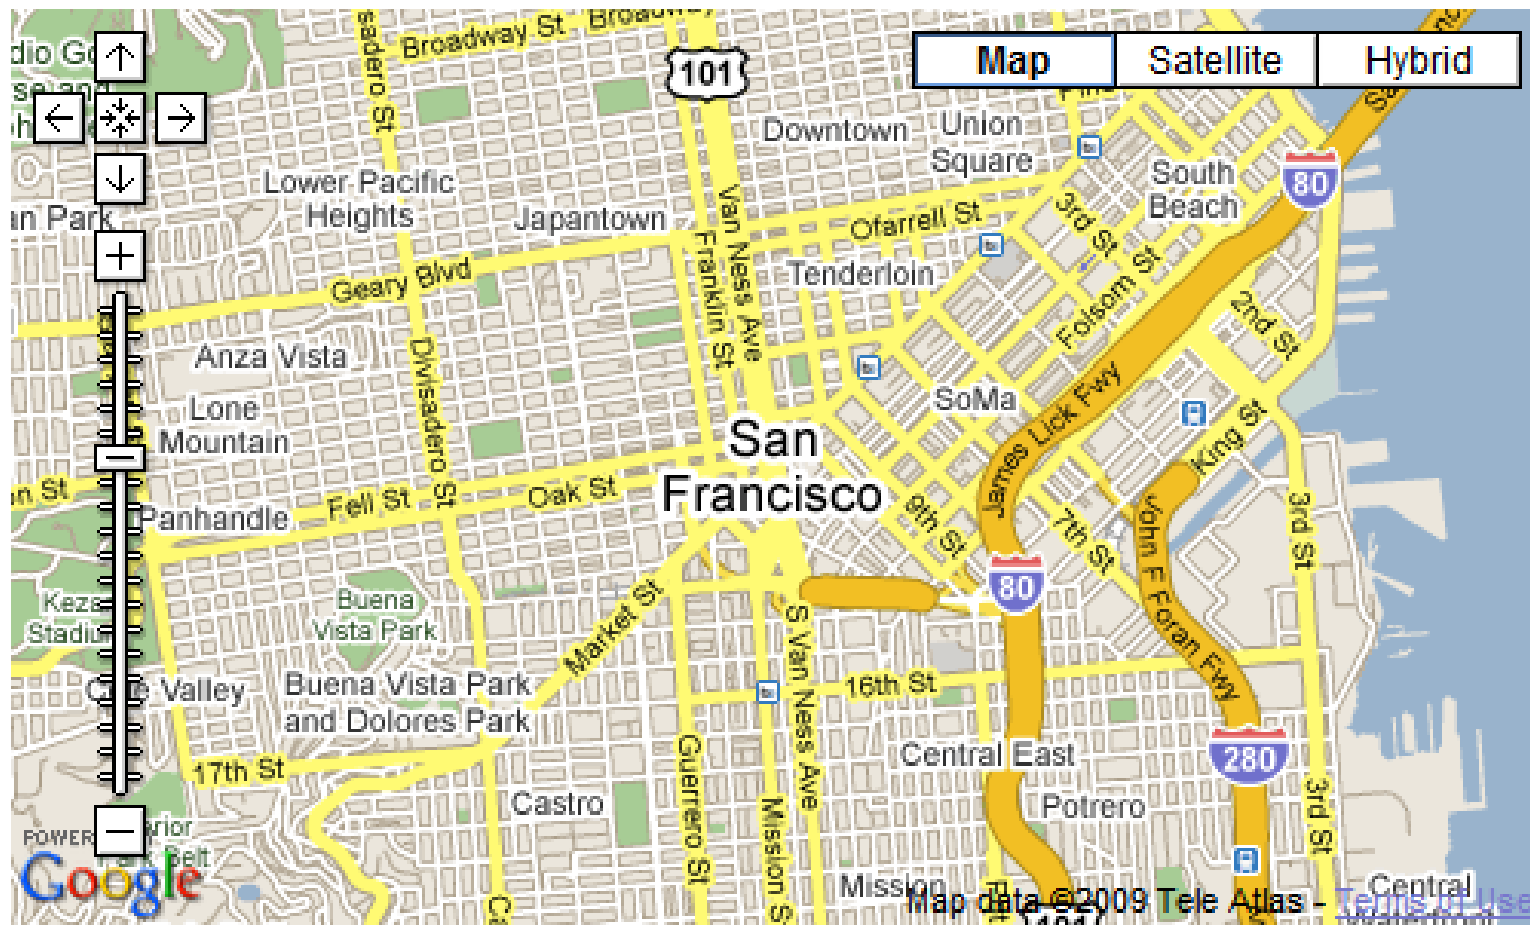 Broadway St
Broadway
101
Map
Satellite
Hybrid
Downtown
Union
Square
South
Beach
80
Lower Pacific
Heights
Japantown
Ofarrell St
3rd St
Van Ness Ave
Franklin St
Geary Blvd
Tenderloin
Folsom St
2nd St
Anza Vista
Divisadero St
Lone
Mountain
SoMa
James Lick Fwy
King St
San
Francisco
Fell St
Oak St
Panhandle
9th St
7th St
3rd St
John F Foran Fwy
80
Buena
Vista Park
Market St
S Van Ness Ave
16th St
Buena Vista Park
and Dolores Park
Valley
17th St
Guerrero St
Central East
280
Castro
Potrero
Mission S
3rd St
POWER
Google
Mission
Central
Map data ©2009 Tele Atlas - Terms of Use